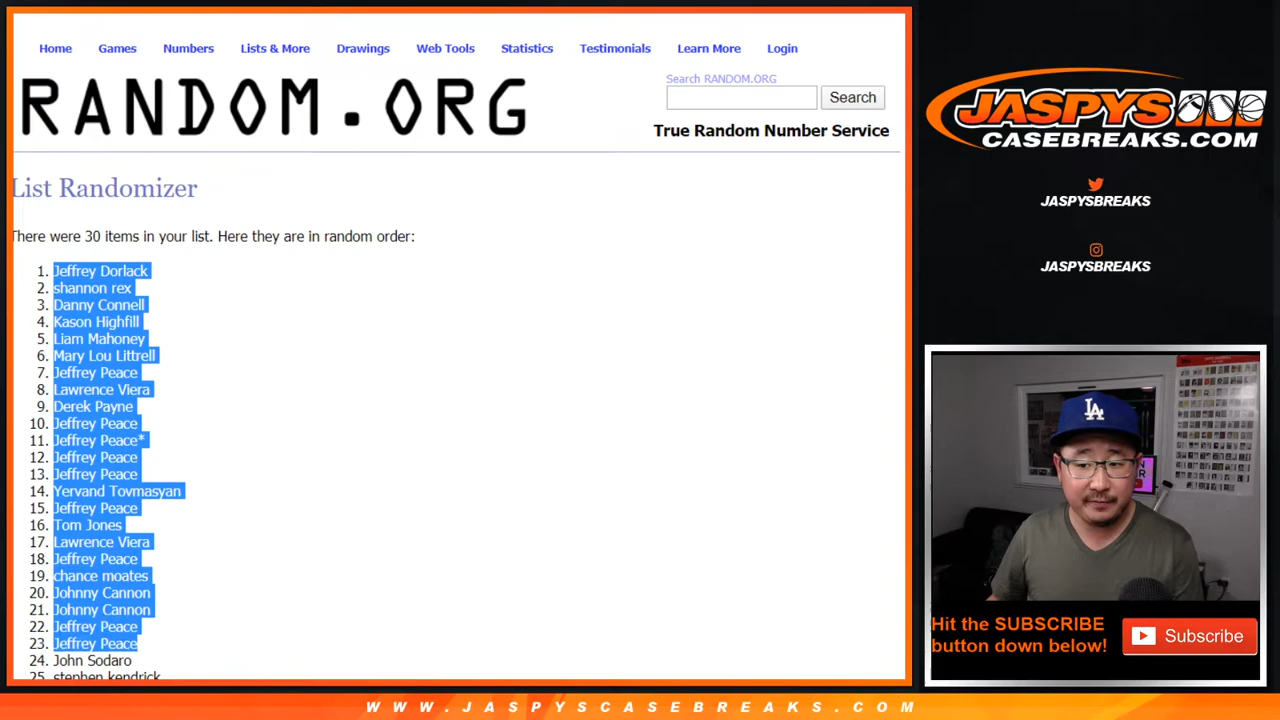 Home Games Numbers Lists & More Drawings Web Tools Statistics Testimonials Learn More Login
RANDOM.ORG
Search RANDOM.ORG
Search
True Random Number Service
List Randomizer
There were 30 items in your list. Here they are in random order:
1. Jeffrey Dorlack
2. shannon rex
3. Danny Connell
4. Kason Highfill
5. Liam Mahoney
6. Mary Lou Littrell
7. Jeffrey Peace
8. Lawrence Viera
9. Derek Payne
10. Jeffrey Peace
11. Jeffrey Peace*
12. Jeffrey Peace
13. Jeffrey Peace
14. Yervand Tovmasyan
15. Jeffrey Peace
16. Tom Jones
17. Lawrence Viera
18. Jeffrey Peace
19. chance moates
20. Johnny Cannon
21. Johnny Cannon
22. Jeffrey Peace
23. Jeffrey Peace
24. John Sodaro
25. stephen kendrick
JASPYS
CASEBREAKS.COM
JASPYSBREAKS
JASPYSBREAKS
LA
Hit the SUBSCRIBE
button down below!
Subscribe
WWW.JASPYSCASEBREAKS.COM